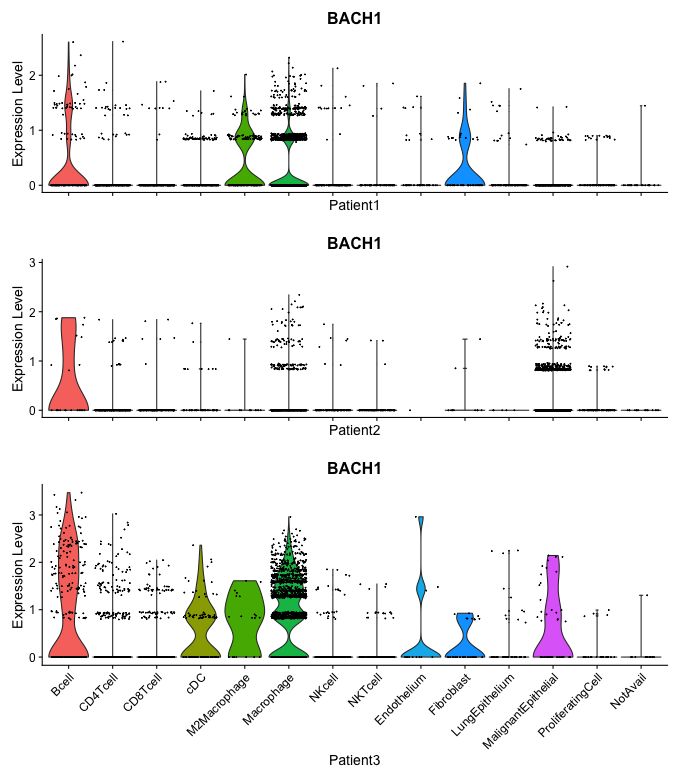 BACH1
Expression Level
2
1
0
Patient1
BACH1
Expression Level
3
2
1
0
Patient2
BACH1
Expression Level
3
2
1
0
Bcell
CD4Tcell
CD8Tcell
cDC
M2Macrophage
Macrophage
NKcell
NKTcell
Endothelium
Fibroblast
LungEpithelium
MalignantEpithelial
ProliferatingCell
NotAvail
Patient3